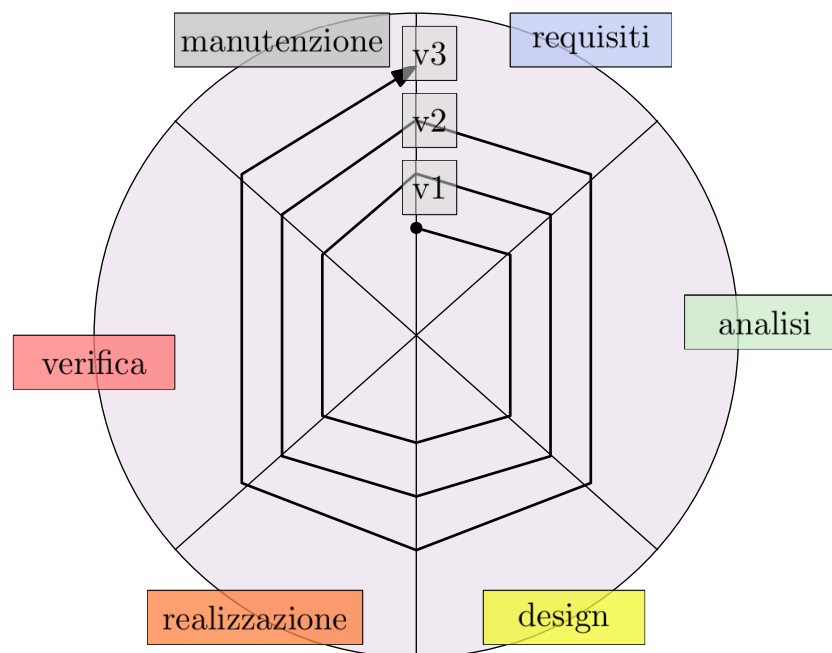 manutenzione
requisiti
v3
v2
v1
analisi
verifica
realizzazione
design